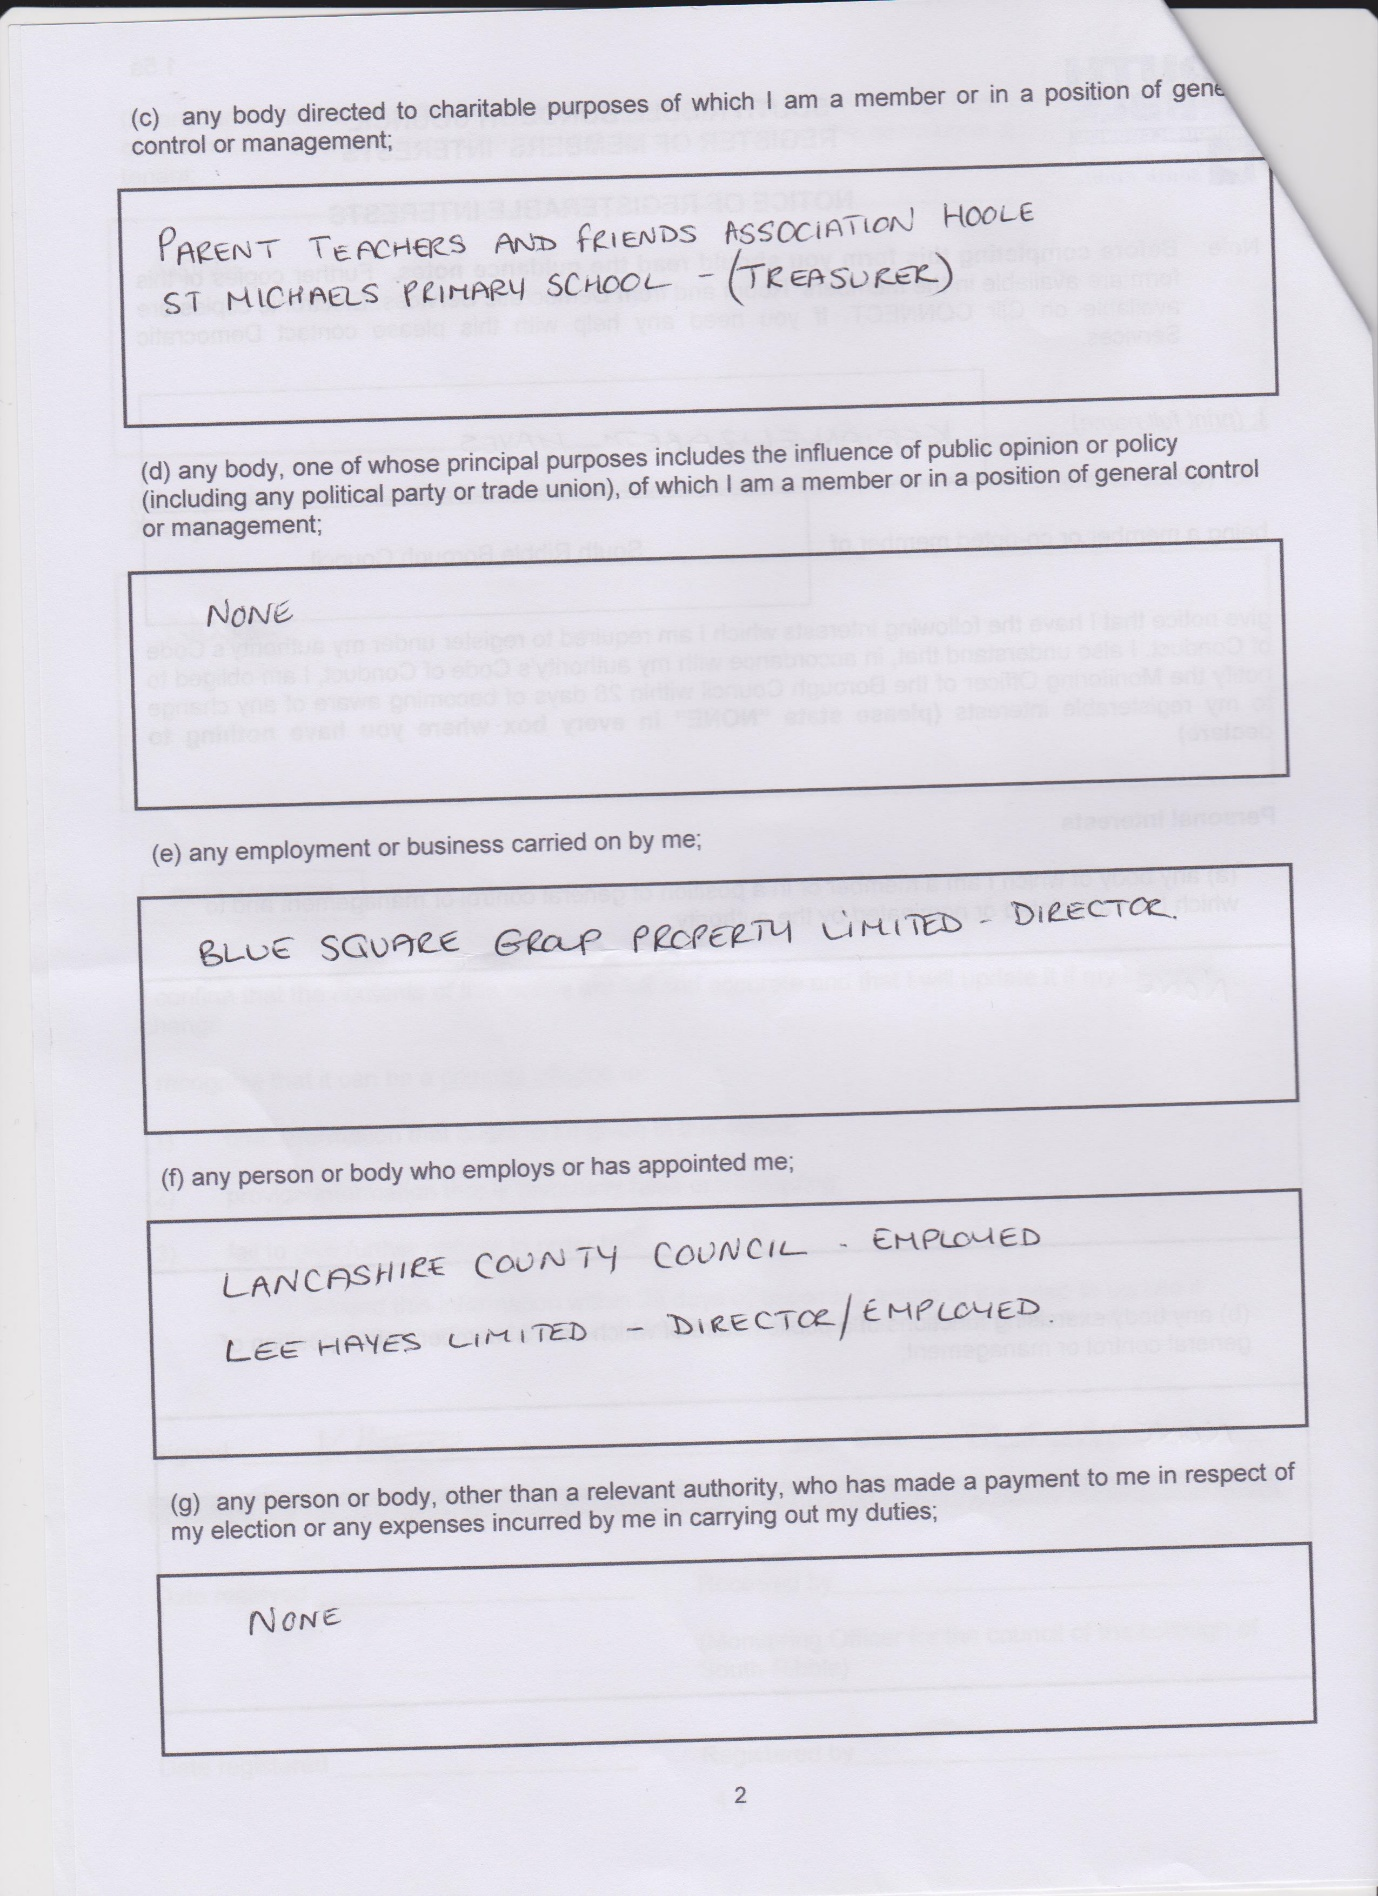 (c) any body directed to charitable purposes of which I am a member or in a position of gene
control or management;
PARENT TEACHERS AND FRIENDS ASSOCIATION HOOLE
ST MICHAELS PRIMARY SCHOOL - (TREASURER)
(d) any body, one of whose principal purposes includes the influence of public opinion or policy
(including any political party or trade union), of which I am a member or in a position of general control
or management;
NONE
(e) any employment or business carried on by me;
BLUE SQUARE GROUP PROPERTY LIMITED - DIRECTOR.
(f) any person or body who employs or has appointed me;
LANCASHIRE COUNTY COUNCIL - EMPLOYED
LEE HAYES LIMITED - DIRECTOR/EMPLOYED
(g) any person or body, other than a relevant authority, who has made a payment to me in respect of
my election or any expenses incurred by me in carrying out my duties;
NONE
2